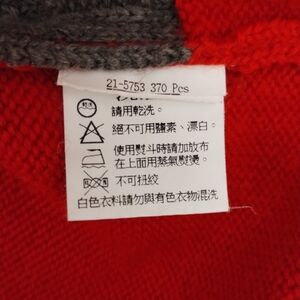 21-5753 370 Pcs
請用乾洗。
絕不可用鹽素、漂白。
使用熨斗時請加放布
在上面用蒸氣熨燙。
不可扭絞
白色衣料請勿與有色衣物混洗